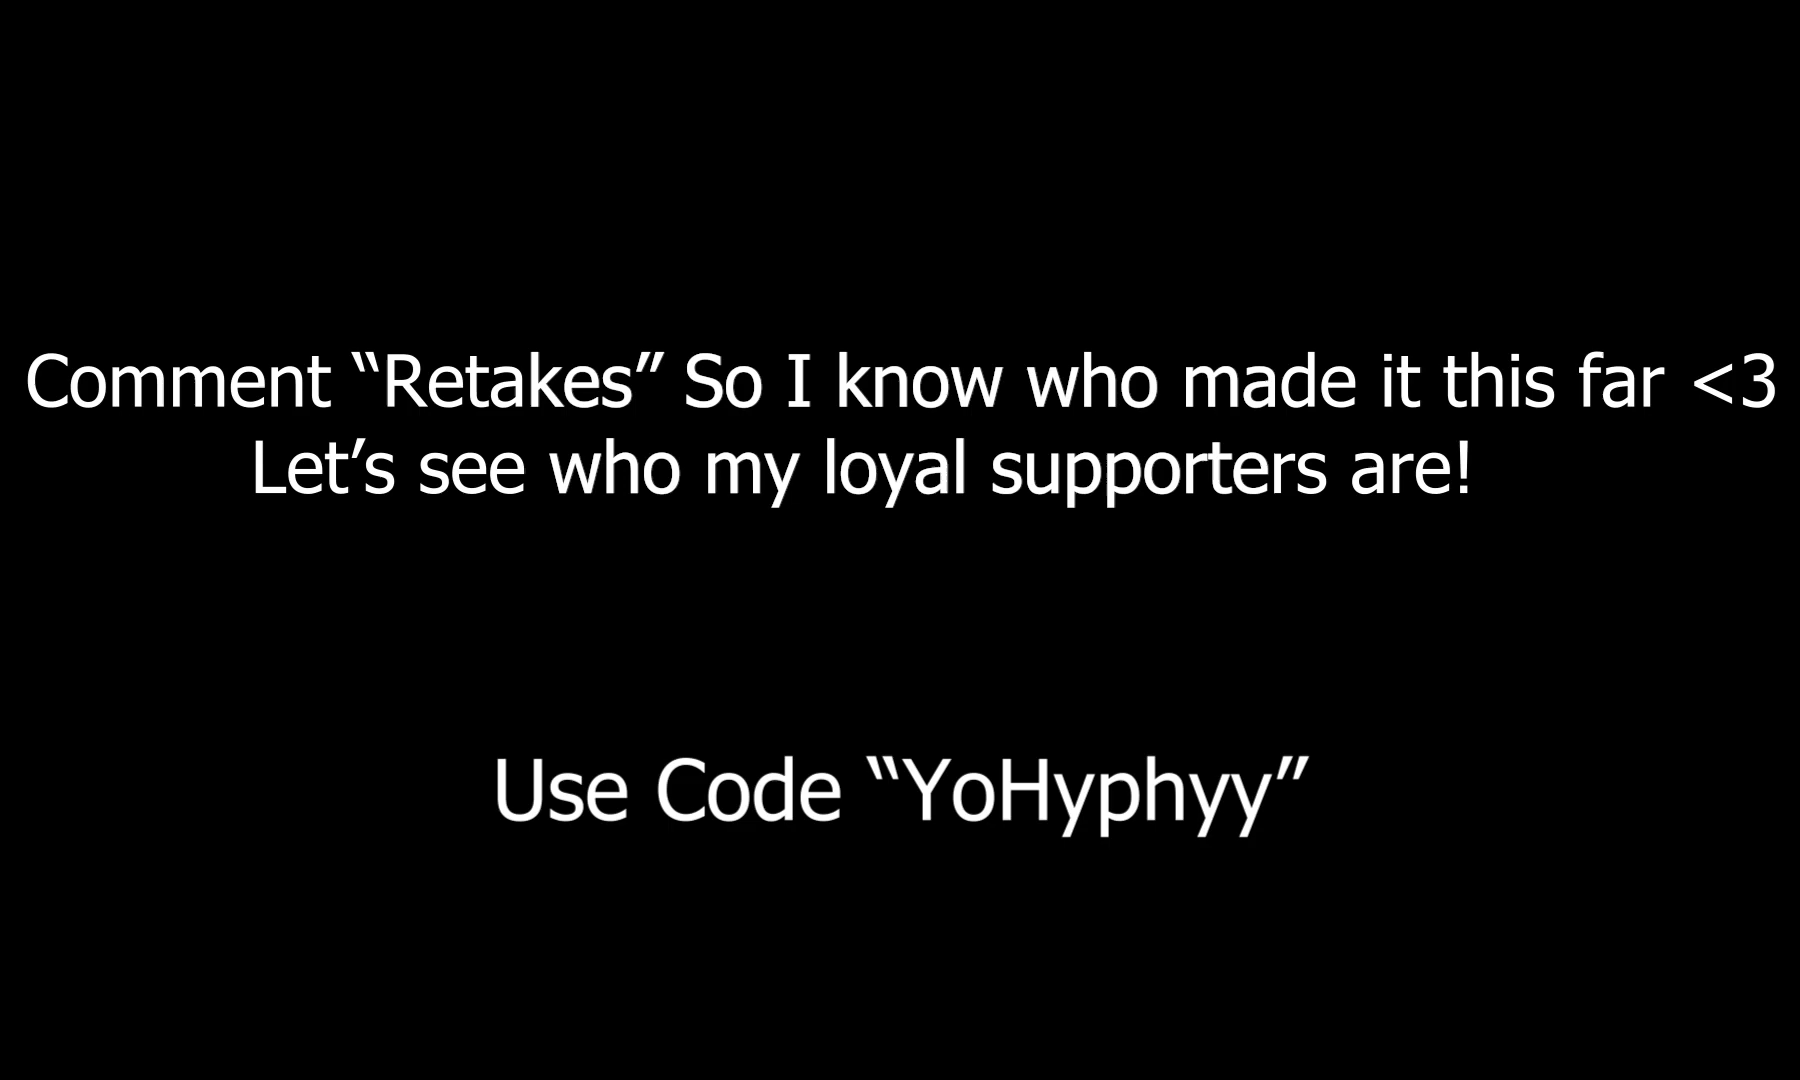 Comment “Retakes” So I know who made it this far <3
Let’s see who my loyal supporters are!
Use Code “YoHyphyy”